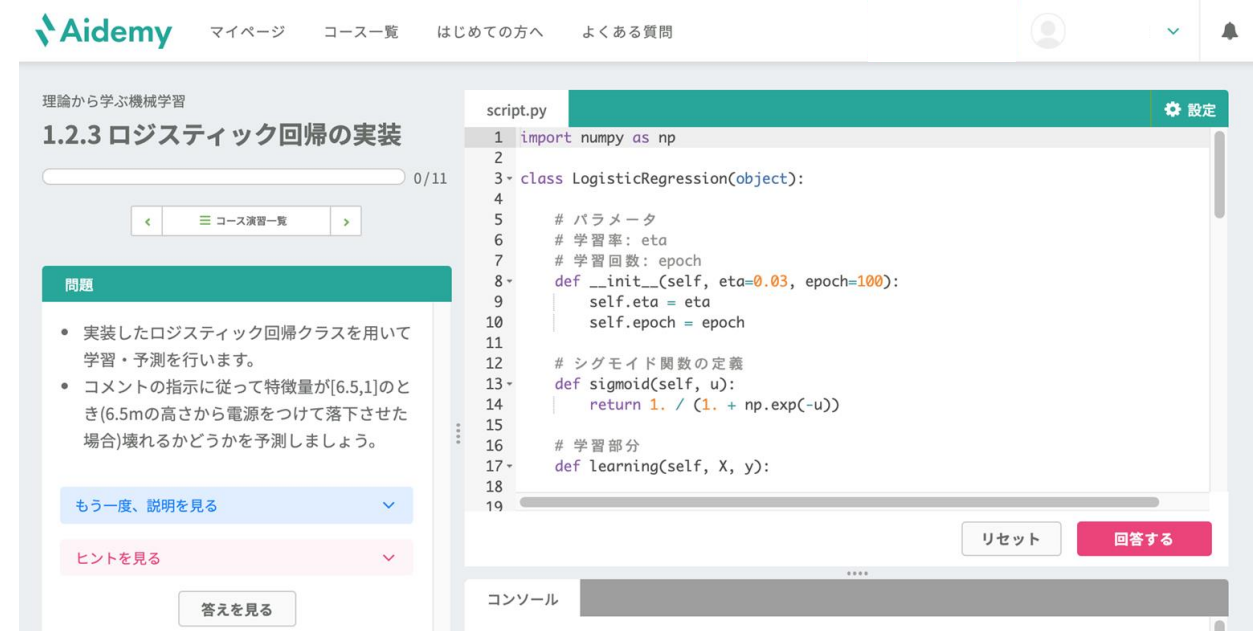 Aidemy
マイページ
コース一覧
はじめての方へ
よくある質問
理論から学ぶ機械学習
1.2.3 ロジスティック回帰の実装
0/11
コース演習一覧
問題
実装したロジスティック回帰クラスを用いて
学習・予測を行います。
コメントの指示に従って特徴量が[6.5,1]のと
き(6.5mの高さから電源をつけて落下させた
場合)壊れるかどうかを予測しましょう。
もう一度、説明を見る
ヒントを見る
答えを見る
script.py
設定
1 import numpy as np
2
3 class LogisticRegression(object):
4
5 # パラメータ
6 # 学習率: eta
7 # 学習回数: epoch
8 def __init__(self, eta=0.03, epoch=100):
9 self.eta = eta
10 self.epoch = epoch
11
12 # シグモイド関数の定義
13 def sigmoid(self, u):
14 return 1. / (1. + np.exp(-u))
15
16 # 学習部分
17 def learning(self, X, y):
18
19
リセット
回答する
コンソール